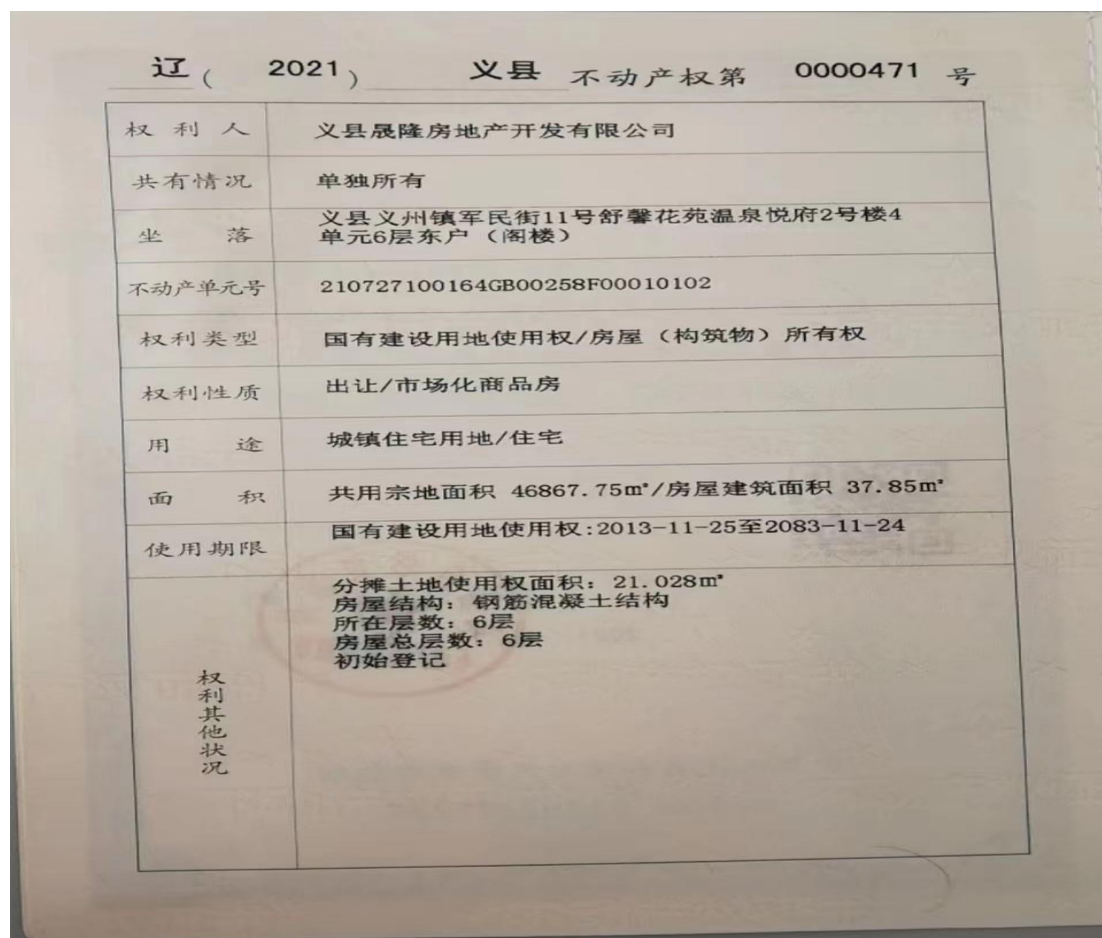 辽（ 2021 ） 义县 不动产权第 0000471 号
权利人 义县晟隆房地产开发有限公司
共有情况 单独所有
坐落 义县义州镇军民街11号舒馨花苑温泉悦府2号楼4
单元6层东户（阁楼）
不动产单元号 210727100164GB00258F00010102
权利类型 国有建设用地使用权/房屋（构筑物）所有权
权利性质 出让/市场化商品房
用途 城镇住宅用地/住宅
面积 共用宗地面积 46867.75㎡/房屋建筑面积 37.85㎡
使用期限 国有建设用地使用权:2013-11-25至2083-11-24
权利其他状况
分摊土地使用权面积：21.028㎡
房屋结构：钢筋混凝土结构
所在层数：6层
房屋总层数：6层
初始登记